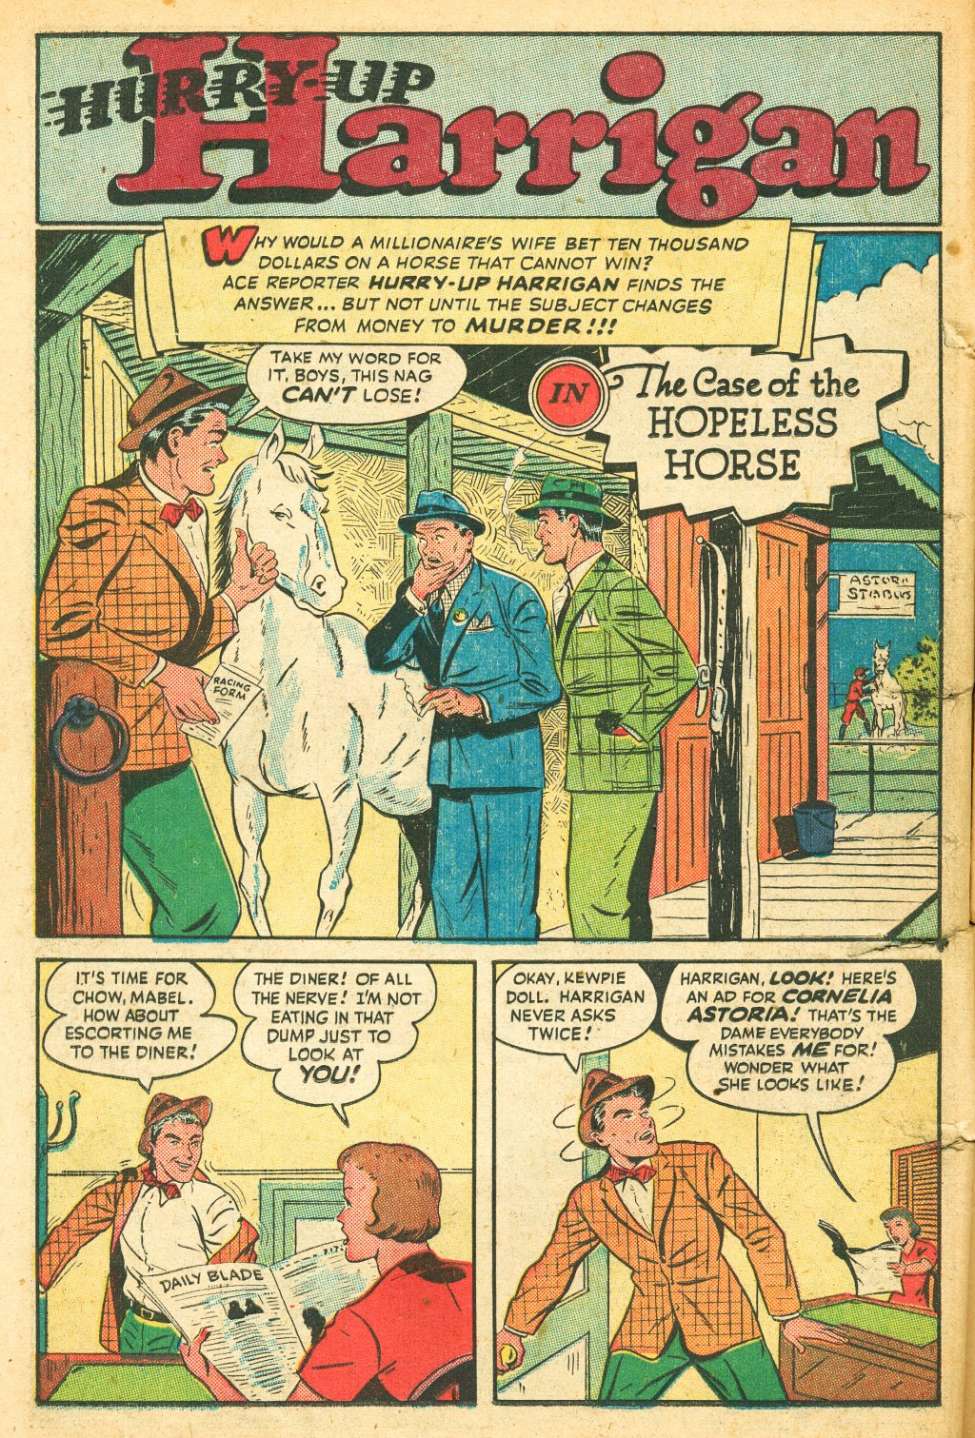 HURRY-UP
Harrigan
WHY WOULD A MILLIONAIRE'S WIFE BET TEN THOUSAND
DOLLARS ON A HORSE THAT CANNOT WIN?
ACE REPORTER HURRY-UP HARRIGAN FINDS THE
ANSWER... BUT NOT UNTIL THE SUBJECT CHANGES
FROM MONEY TO MURDER!!!
IN
The Case of the
HOPELESS
HORSE
TAKE MY WORD FOR
IT, BOYS, THIS NAG
CAN'T LOSE!
RACING
FORM
ASTORIA
STABLES
IT'S TIME FOR
CHOW, MABEL.
HOW ABOUT
ESCORTING ME
TO THE DINER!
THE DINER! OF ALL
THE NERVE! I'M NOT
EATING IN THAT
DUMP JUST TO
LOOK AT
YOU!
DAILY BLADE
OKAY, KEWPIE
DOLL. HARRIGAN
NEVER ASKS
TWICE!
HARRIGAN, LOOK! HERE'S
AN AD FOR CORNELIA
ASTORIA! THAT'S THE
DAME EVERYBODY
MISTAKES ME FOR!
WONDER WHAT
SHE LOOKS LIKE!